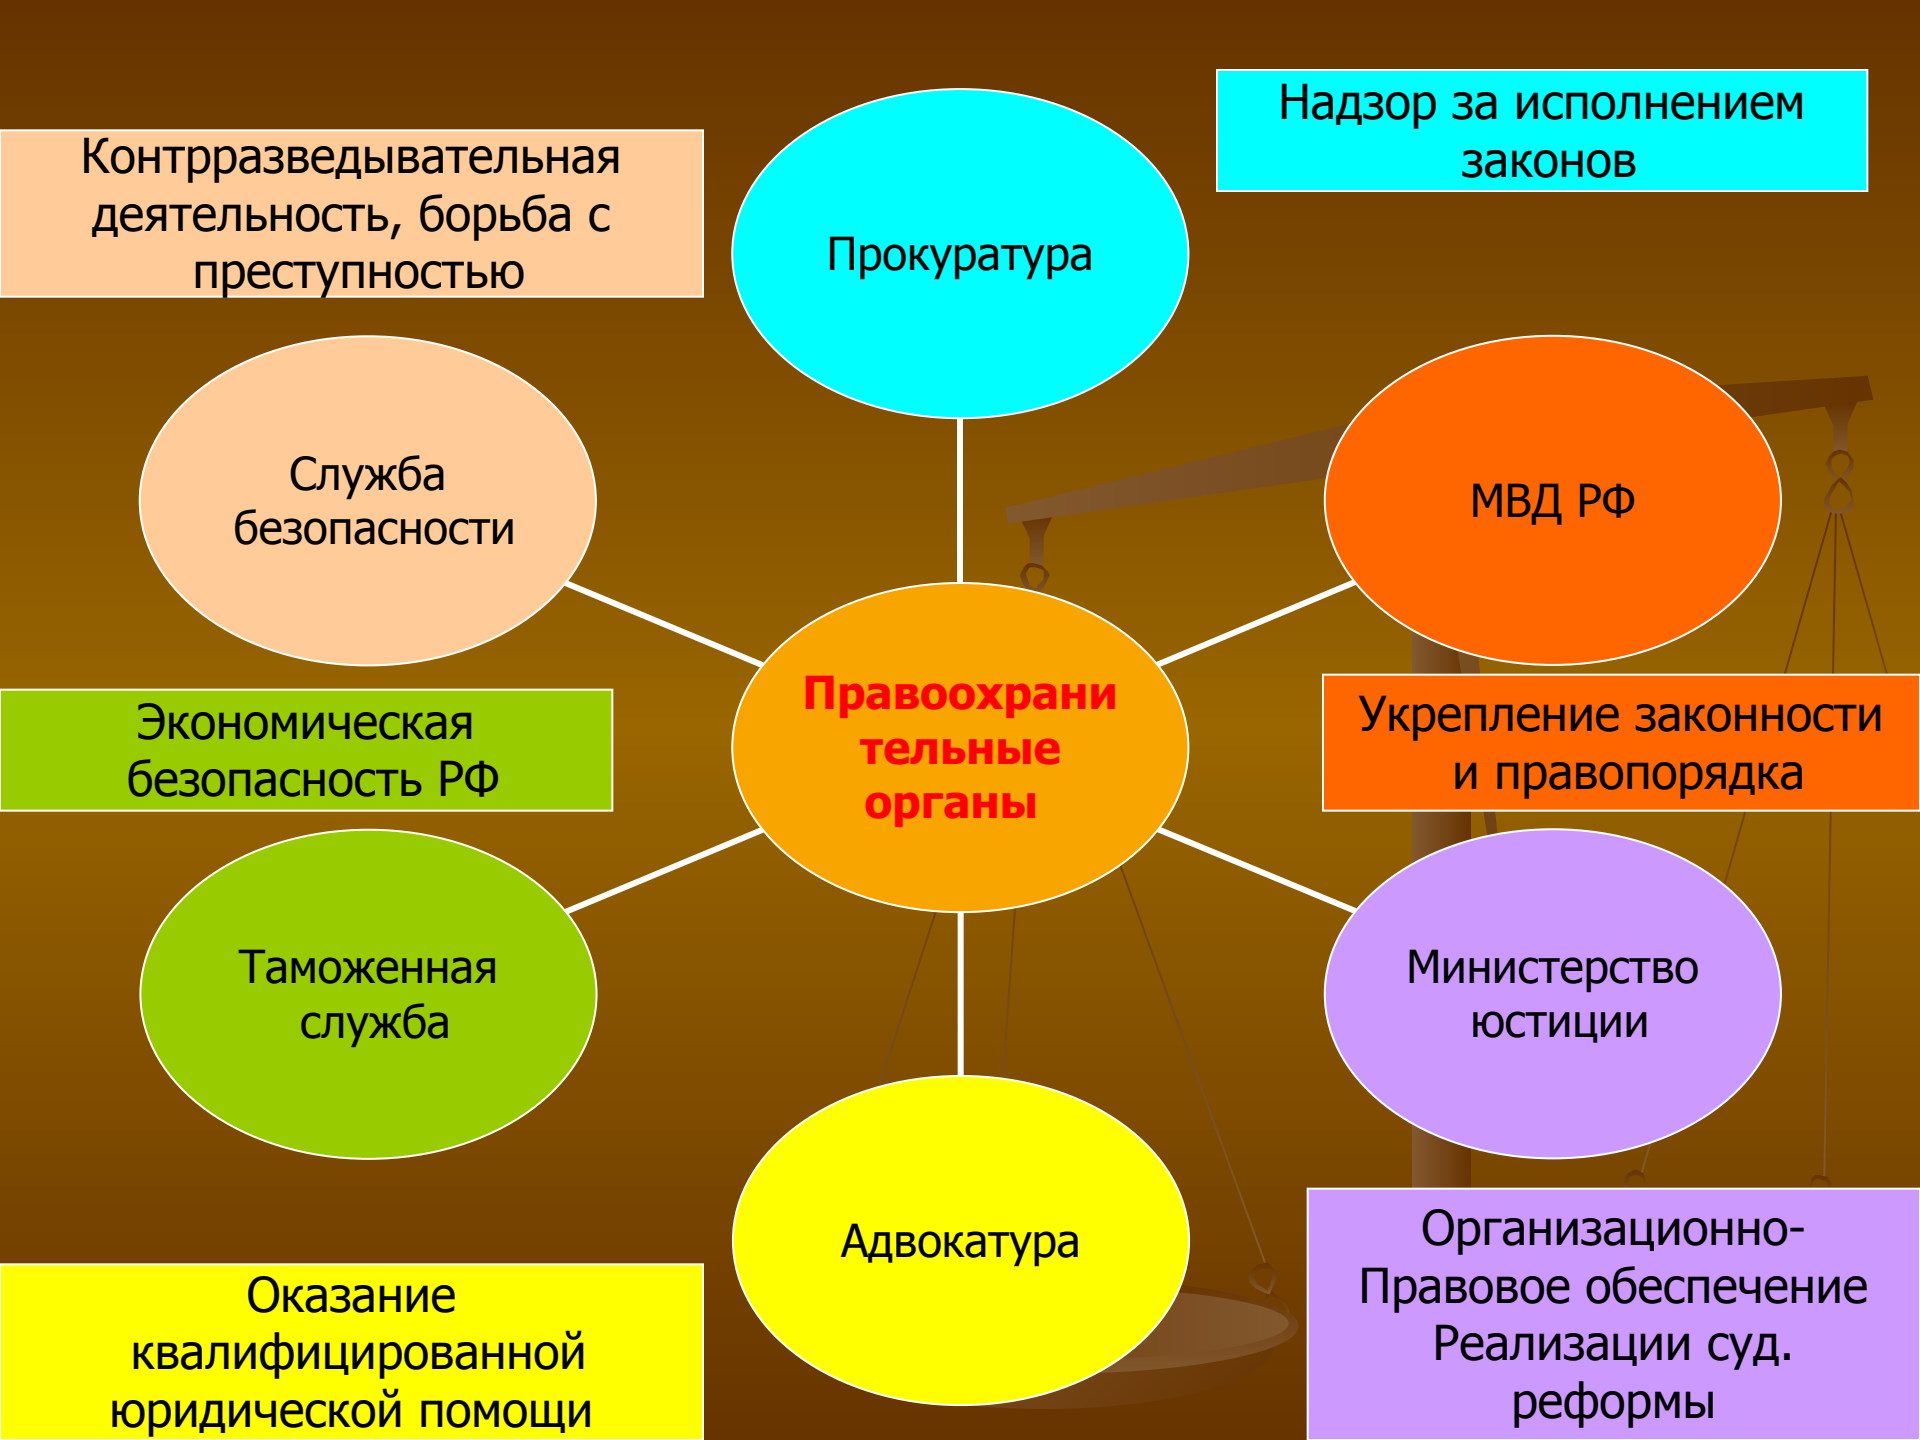 Надзор за исполнением
законов
Контрразведывательная
деятельность, борьба с
преступностью
Прокуратура
Служба
безопасности
МВД РФ
Правоохрани
тельные
органы
Экономическая
безопасность РФ
Укрепление законности
и правопорядка
Таможенная
служба
Министерство
юстиции
Адвокатура
Оказание
квалифицированной
юридической помощи
Организационно-
Правовое обеспечение
Реализации суд.
реформы